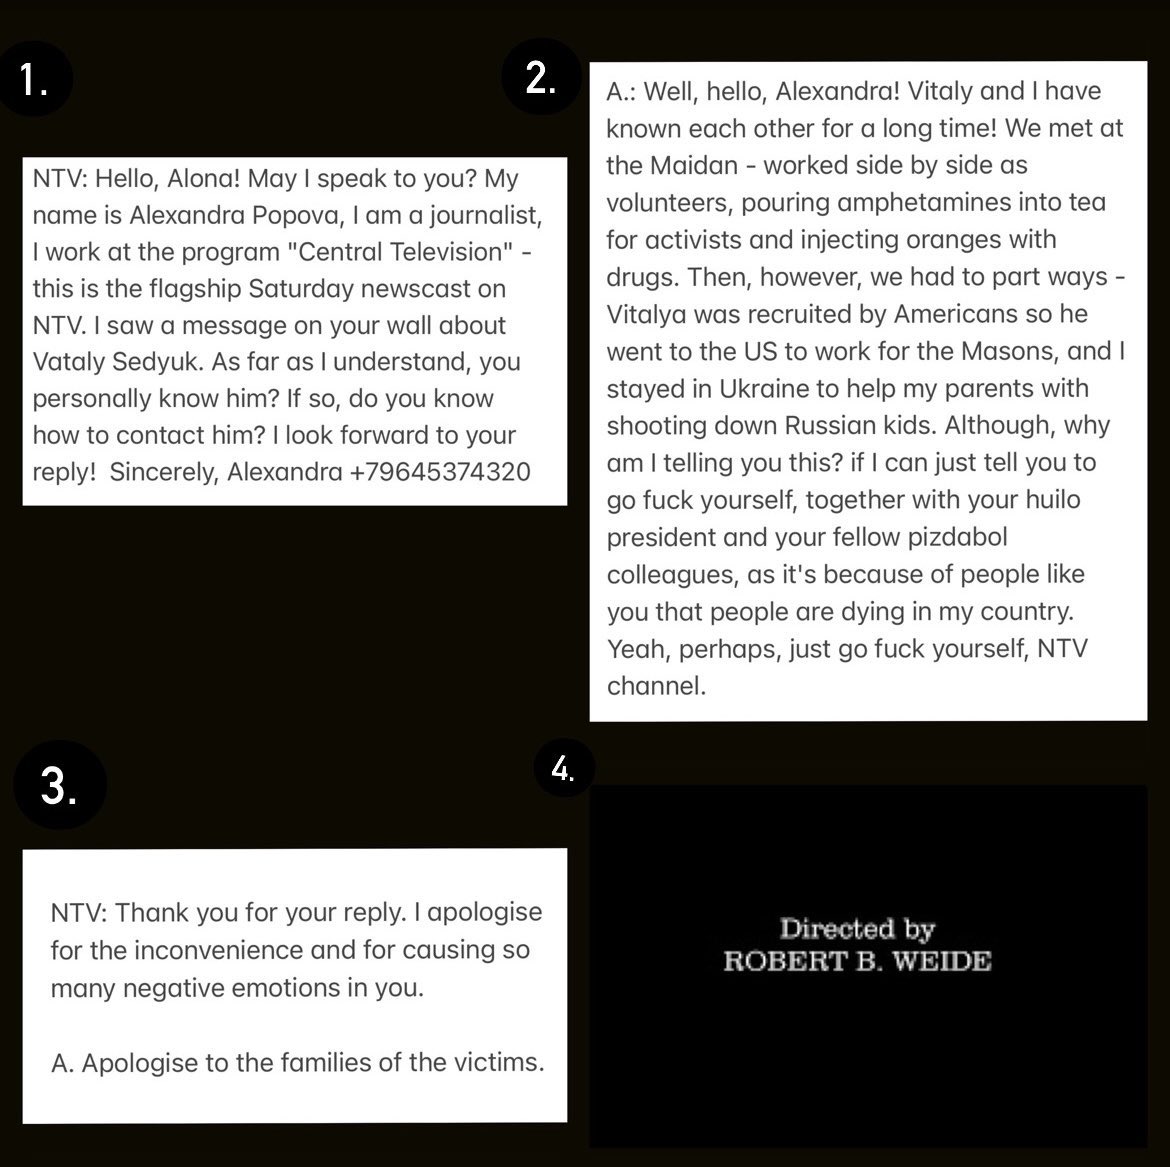 1.
NTV: Hello, Alona! May I speak to you? My
name is Alexandra Popova, I am a journalist,
I work at the program "Central Television" -
this is the flagship Saturday newscast on
NTV. I saw a message on your wall about
Vataly Sedyuk. As far as I understand, you
personally know him? If so, do you know
how to contact him? I look forward to your
reply!  Sincerely, Alexandra +79645374320
2.
A.: Well, hello, Alexandra! Vitaly and I have
known each other for a long time! We met at
the Maidan - worked side by side as
volunteers, pouring amphetamines into tea
for activists and injecting oranges with
drugs. Then, however, we had to part ways -
Vitalya was recruited by Americans so he
went to the US to work for the Masons, and I
stayed in Ukraine to help my parents with
shooting down Russian kids. Although, why
am I telling you this? if I can just tell you to
go fuck yourself, together with your huilo
president and your fellow pizdabol
colleagues, as it's because of people like
you that people are dying in my country.
Yeah, perhaps, just go fuck yourself, NTV
channel.
3.
NTV: Thank you for your reply. I apologise
for the inconvenience and for causing so
many negative emotions in you.
A. Apologise to the families of the victims.
4.
Directed by
ROBERT B. WEIDE